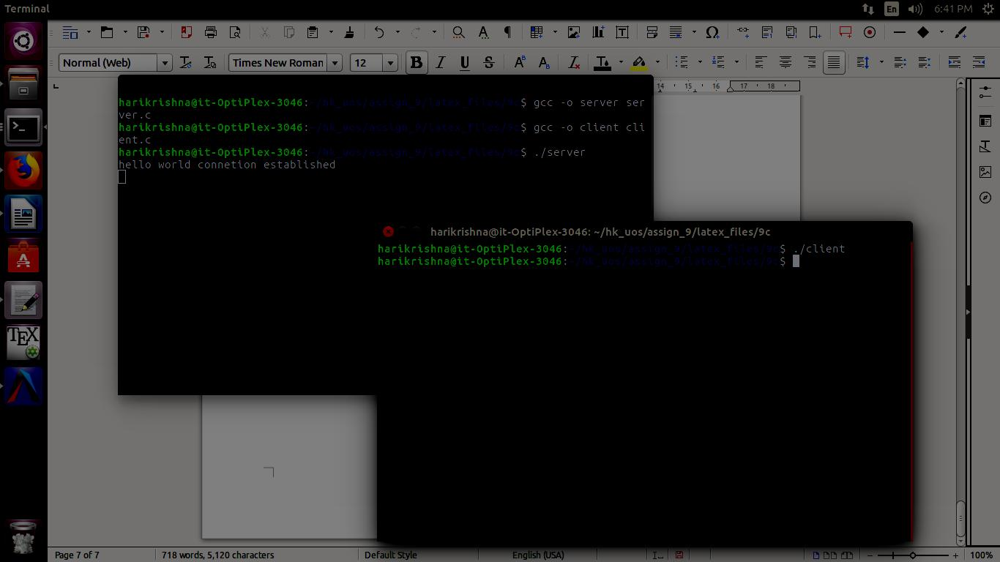 Terminal
En
6:41 PM
Normal (Web)
Times New Roman
12
14 15 16 17 18
harikrishna@it-OptiPlex-3046:~/hk_uos/assign_9/latex_files/9c$ gcc -o server ser
ver.c
harikrishna@it-OptiPlex-3046:~/hk_uos/assign_9/latex_files/9c$ gcc -o client cli
ent.c
harikrishna@it-OptiPlex-3046:~/hk_uos/assign_9/latex_files/9c$ ./server
hello world connetion established
harikrishna@it-OptiPlex-3046: ~/hk_uos/assign_9/latex_files/9c
harikrishna@it-OptiPlex-3046:~/hk_uos/assign_9/latex_files/9c$ ./client
harikrishna@it-OptiPlex-3046:~/hk_uos/assign_9/latex_files/9c$
TEX
Page 7 of 7
718 words, 5,120 characters
Default Style
English (USA)
100%